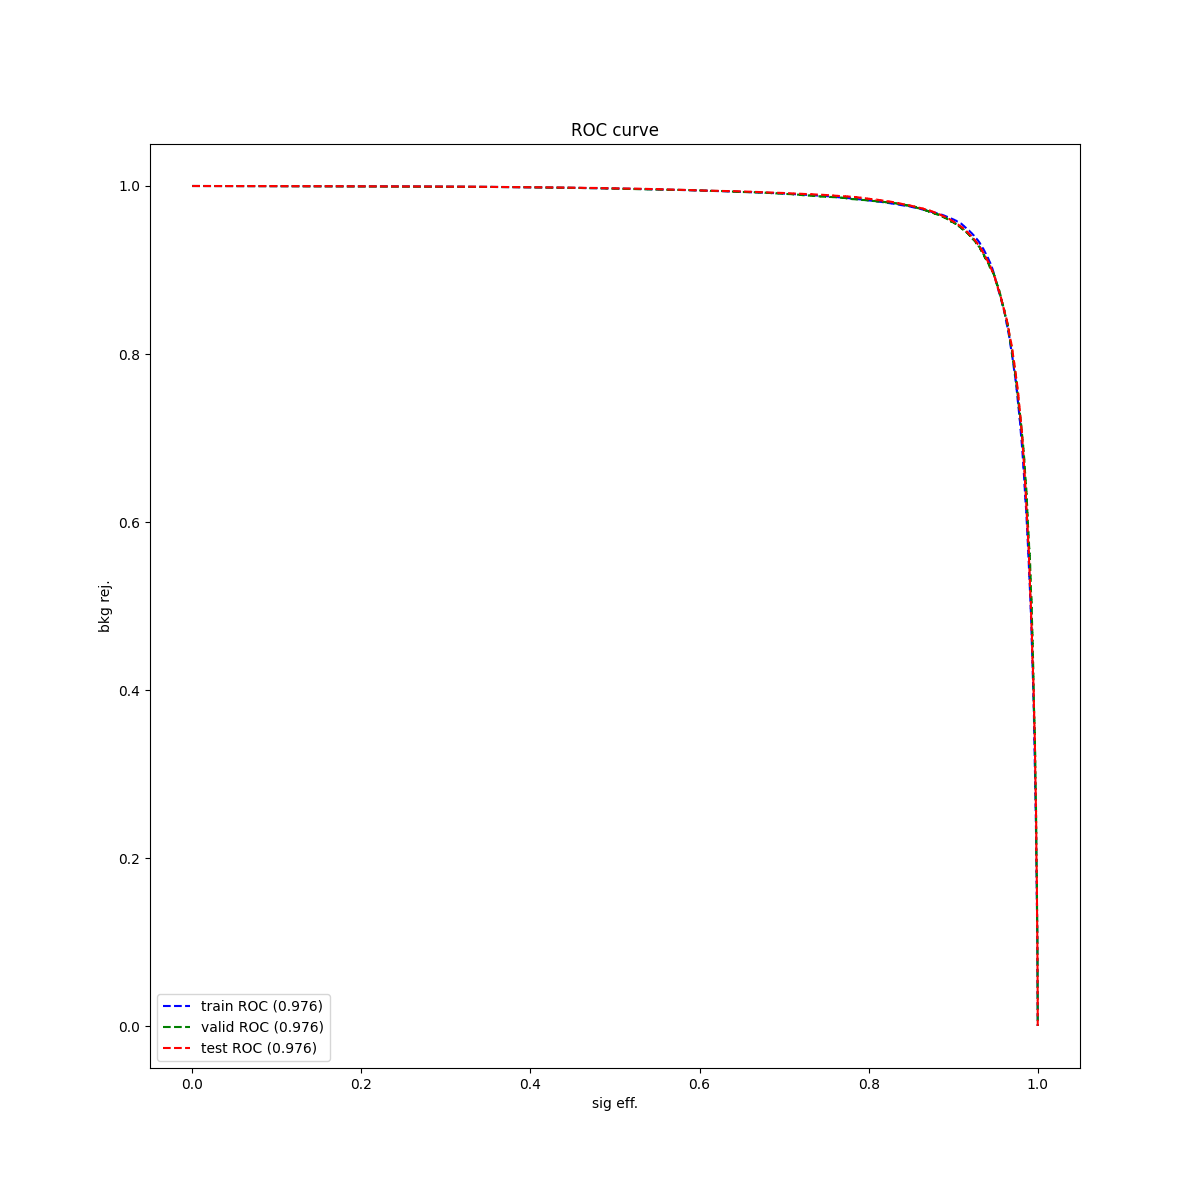 ROC curve
1.0
0.8
0.6
0.4
0.2
0.0
bkg rej.
train ROC (0.976)
valid ROC (0.976)
test ROC (0.976)
0.0 0.2 0.4 0.6 0.8 1.0
sig eff.